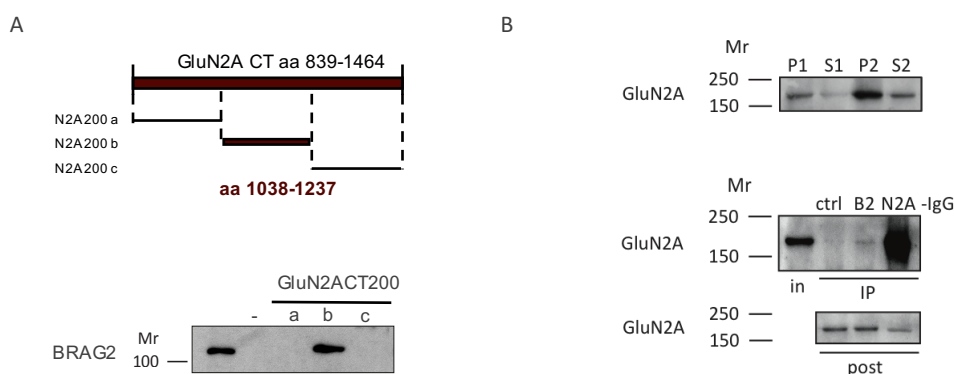 A
GluN2A CT aa 839-1464
N2A200 a
N2A200 b
N2A200 c
aa 1038-1237
GluN2ACT200
- a b c
Mr
BRAG2
100
B
Mr
P1 S1 P2 S2
250
GluN2A
150
Mr
ctrl B2 N2A -IgG
250
GluN2A
150
in IP
250
GluN2A
150
post